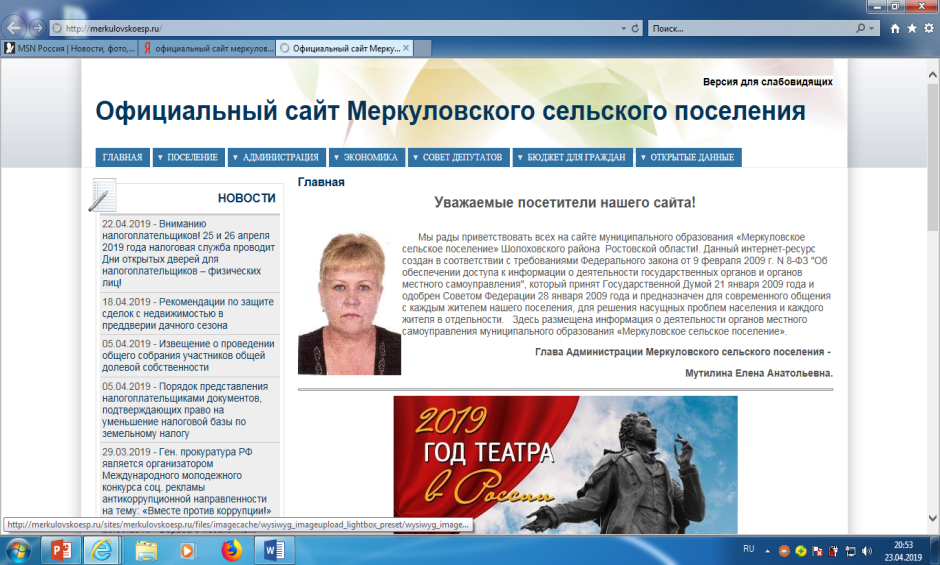 http://merkulovskoesp.ru/
Поиск...
MSN Россия | Новости, фото,...
официальный сайт меркулов...
Официальный сайт Мерку...
Версия для слабовидящих
Официальный сайт Меркуловского сельского поселения
ГЛАВНАЯ
ПОСЕЛЕНИЕ
АДМИНИСТРАЦИЯ
ЭКОНОМИКА
СОВЕТ ДЕПУТАТОВ
БЮДЖЕТ ДЛЯ ГРАЖДАН
ОТКРЫТЫЕ ДАННЫЕ
НОВОСТИ
22.04.2019 - Вниманию
налогоплательщиков! 25 и 26 апреля
2019 года налоговая служба проводит
Дни открытых дверей для
налогоплательщиков – физических
лиц!
18.04.2019 - Рекомендации по защите
сделок с недвижимостью в
преддверии дачного сезона
05.04.2019 - Извещение о проведении
общего собрания участников общей
долевой собственности
05.04.2019 - Порядок представления
налогоплательщиками документов,
подтверждающих право на
уменьшение налоговой базы по
земельному налогу
29.03.2019 - Ген. прокуратура РФ
является организатором
Международного молодежного
конкурса соц. рекламы
антикоррупционной направленности
на тему: «Вместе против коррупции!»
Главная
Уважаемые посетители нашего сайта!
Мы рады приветствовать всех на сайте муниципального образования «Меркуловское
сельское поселение» Шолоховского района Ростовской области!. Данный интернет-ресурс
создан в соответствии с требованиями Федерального закона от 9 февраля 2009 г. N 8-ФЗ "Об
обеспечении доступа к информации о деятельности государственных органов и органов
местного самоуправления", который принят Государственной Думой 21 января 2009 года и
одобрен Советом Федерации 28 января 2009 года и предназначен для современного общения
с каждым жителем нашего поселения, для решения насущных проблем населения и каждого
жителя в отдельности. Здесь размещена информация о деятельности органов местного
самоуправления муниципального образования «Меркуловское сельское поселение».
Глава Администрации Меркуловского сельского поселения -
Мутилина Елена Анатольевна.
2019
ГОД ТЕАТРА
в России
http://merkulovskoesp.ru/sites/merkulovskoesp.ru/files/imagecache/wysiwyg_imageupload_lightbox_preset/wysiwyg_image...
RU
20:53
23.04.2019